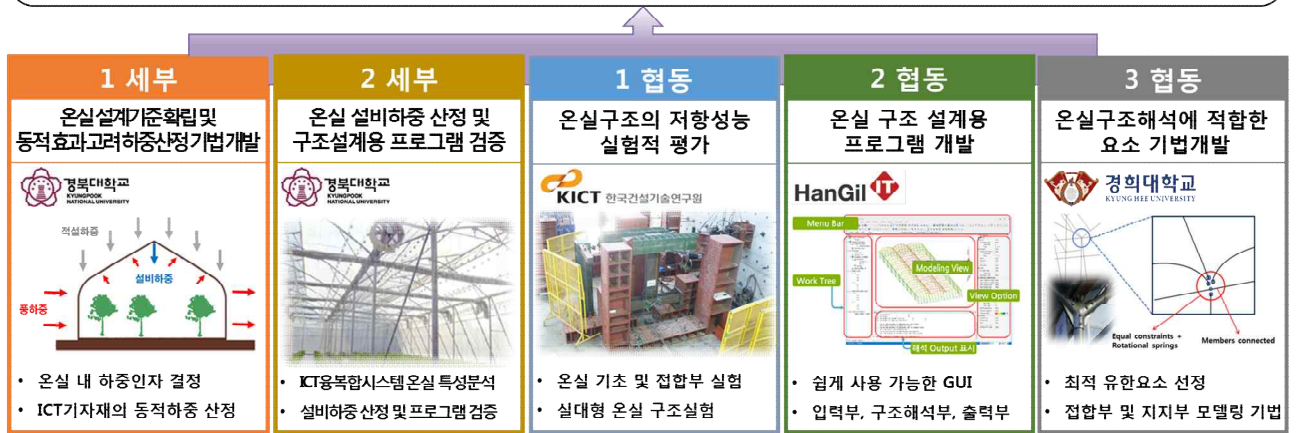 1 세부
온실 설계기준확립 및
동적효과 고려 하중산정 기법개발
경북대학교
KYUNGPOOK
NATIONAL UNIVERSITY
적설하중
설비하중
풍하중
• 온실 내 하중인자 결정
• ICT기자재의 동적하중 산정
2 세부
온실 설비하중 산정 및
구조설계용 프로그램 검증
경북대학교
KYUNGPOOK
NATIONAL UNIVERSITY
• ICT융복합시스템 온실 특성분석
• 설비하중 산정 및 프로그램 검증
1 협동
온실구조의 저항성능
실험적 평가
KICT 한국건설기술연구원
• 온실 기초 및 접합부 실험
• 실대형 온실 구조실험
2 협동
온실 구조 설계용
프로그램 개발
HanGil IT
Menu Bar
Modeling View
Work Tree
View Option
해석 Output 표시
• 쉽게 사용 가능한 GUI
• 입력부, 구조해석부, 출력부
3 협동
온실구조해석에 적합한
요소 기법개발
경희대학교
KYUNG HEE UNIVERSITY
Equal constraints +
Rotational springs
Members connected
• 최적 유한요소 선정
• 접합부 및 지지부 모델링 기법